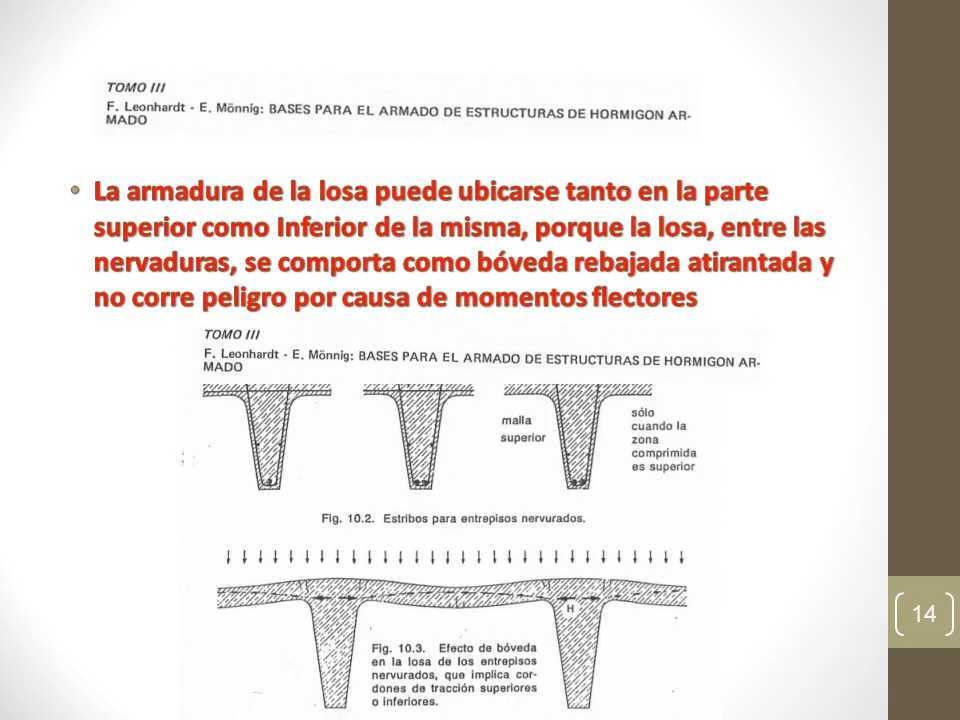 TOMO III
F. Leonhardt - E. Mönnig: BASES PARA EL ARMADO DE ESTRUCTURAS DE HORMIGON AR-
MADO
La armadura de la losa puede ubicarse tanto en la parte
superior como Inferior de la misma, porque la losa, entre las
nervaduras, se comporta como bóveda rebajada atirantada y
no corre peligro por causa de momentos flectores
TOMO III
F. Leonhardt - E. Mönnig: BASES PARA EL ARMADO DE ESTRUCTURAS DE HORMIGON AR-
MADO
malla
superior
sólo
cuando la
zona
comprimida
es superior
Fig. 10.2. Estribos para entrepisos nervurados.
H
Fig. 10.3. Efecto de bóveda
en la losa de los entrepisos
nervurados, que implica cor-
dones de tracción superiores
o inferiores.
14